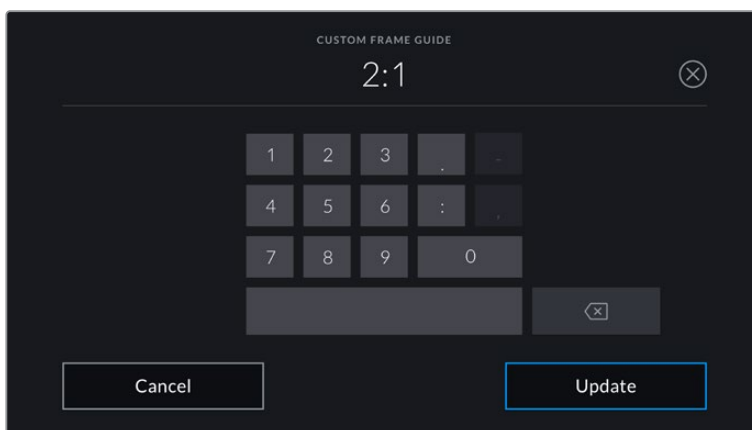 CUSTOM FRAME GUIDE
2:1
1 2 3 . -
4 5 6 : ,
7 8 9 0
Cancel Update